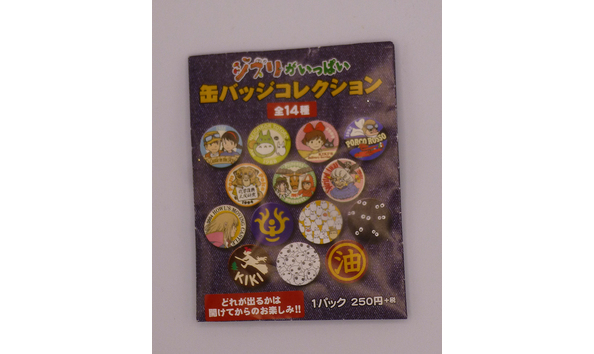 ジブリがいっぱい
缶バッジコレクション
全14種
PORCO ROSSO
KIKI
油
どれが出るかは
開けてからのお楽しみ!!
1パック 250円+税